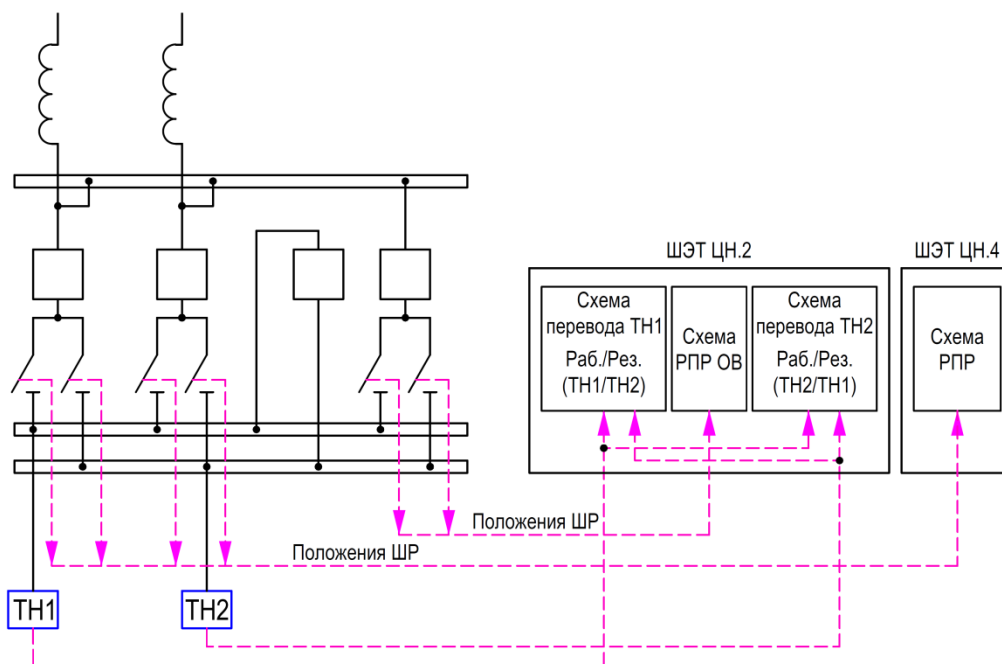 ШЭТ ЦН.2
ШЭТ ЦН.4
Схема
перевода ТН1
Раб./Рез.
(ТН1/ТН2)
Схема
РПР ОВ
Схема
перевода ТН2
Раб./Рез.
(ТН2/ТН1)
Схема
РПР
Положения ШР
Положения ШР
ТН1
ТН2